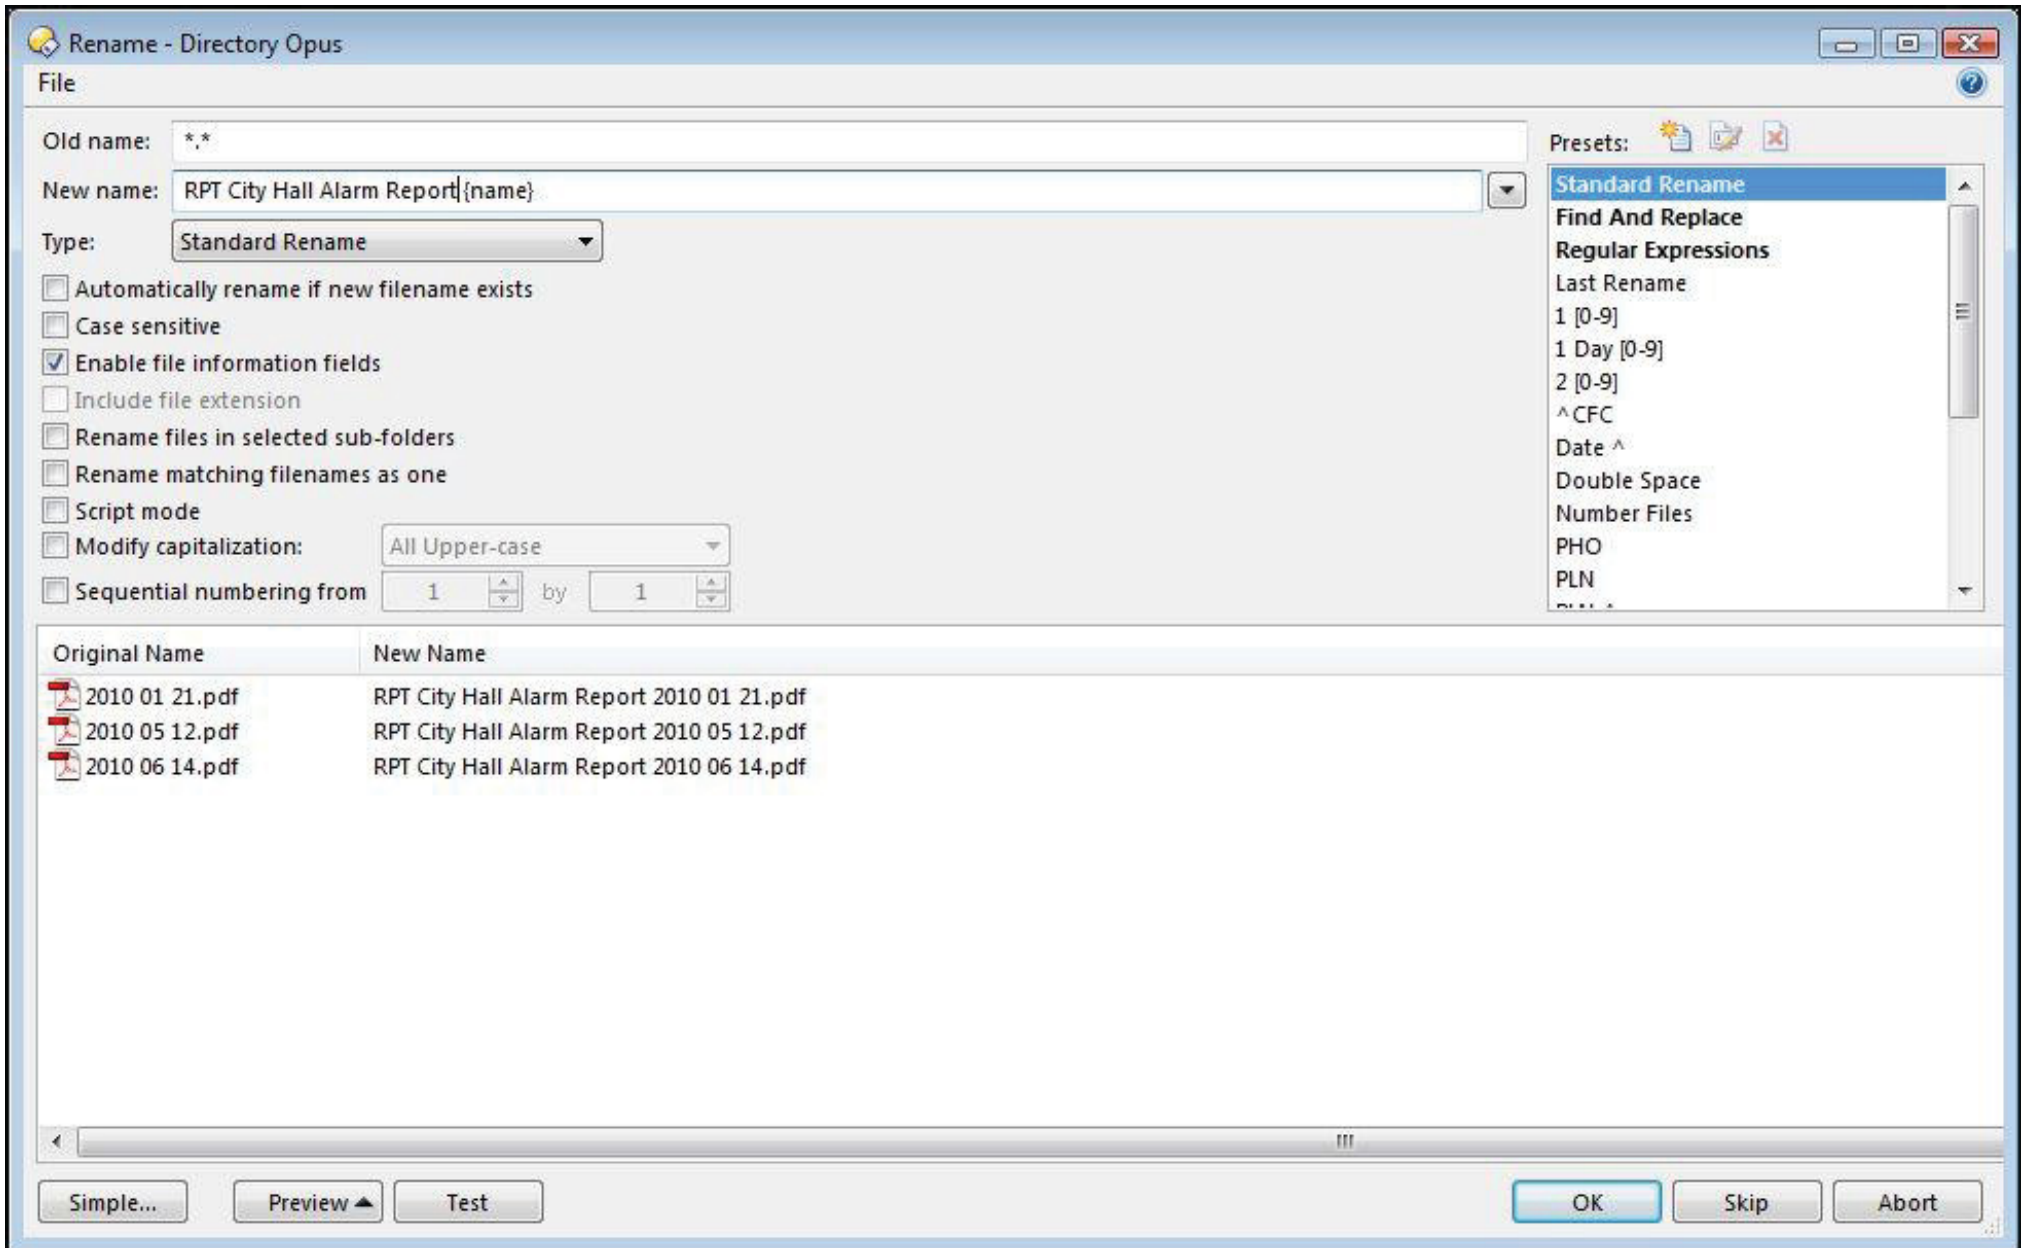 Rename - Directory Opus
File
Old name: *.*
New name: RPT City Hall Alarm Report {name}
Type: Standard Rename
Automatically rename if new filename exists
Case sensitive
Enable file information fields
Include file extension
Rename files in selected sub-folders
Rename matching filenames as one
Script mode
Modify capitalization: All Upper-case
Sequential numbering from 1 by 1
Presets:
Standard Rename
Find And Replace
Regular Expressions
Last Rename
1 [0-9]
1 Day [0-9]
2 [0-9]
^CFC
Date ^
Double Space
Number Files
PHO
PLN
Original Name New Name
2010 01 21.pdf RPT City Hall Alarm Report 2010 01 21.pdf
2010 05 12.pdf RPT City Hall Alarm Report 2010 05 12.pdf
2010 06 14.pdf RPT City Hall Alarm Report 2010 06 14.pdf
Simple... Preview Test OK Skip Abort